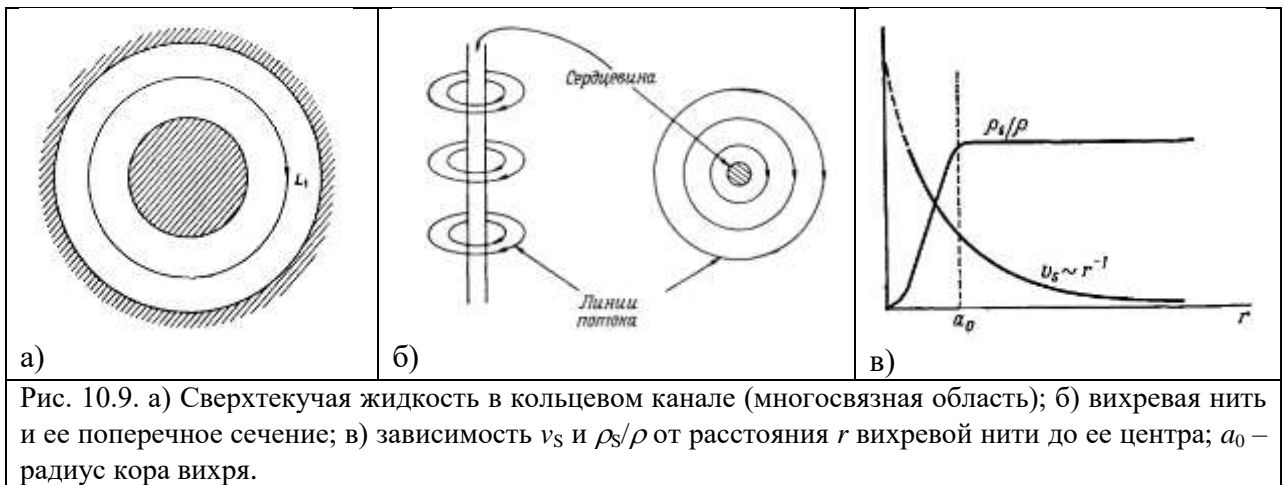 L₁
а)
Сердцевина
Линии
потока
б)
ρₛ/ρ
vₛ ~ r⁻¹
a₀
r
в)
Рис. 10.9. а) Сверхтекучая жидкость в кольцевом канале (многосвязная область); б) вихревая нить
и ее поперечное сечение; в) зависимость vS и ρS/ρ от расстояния r вихревой нити до ее центра; a₀ –
радиус кора вихря.